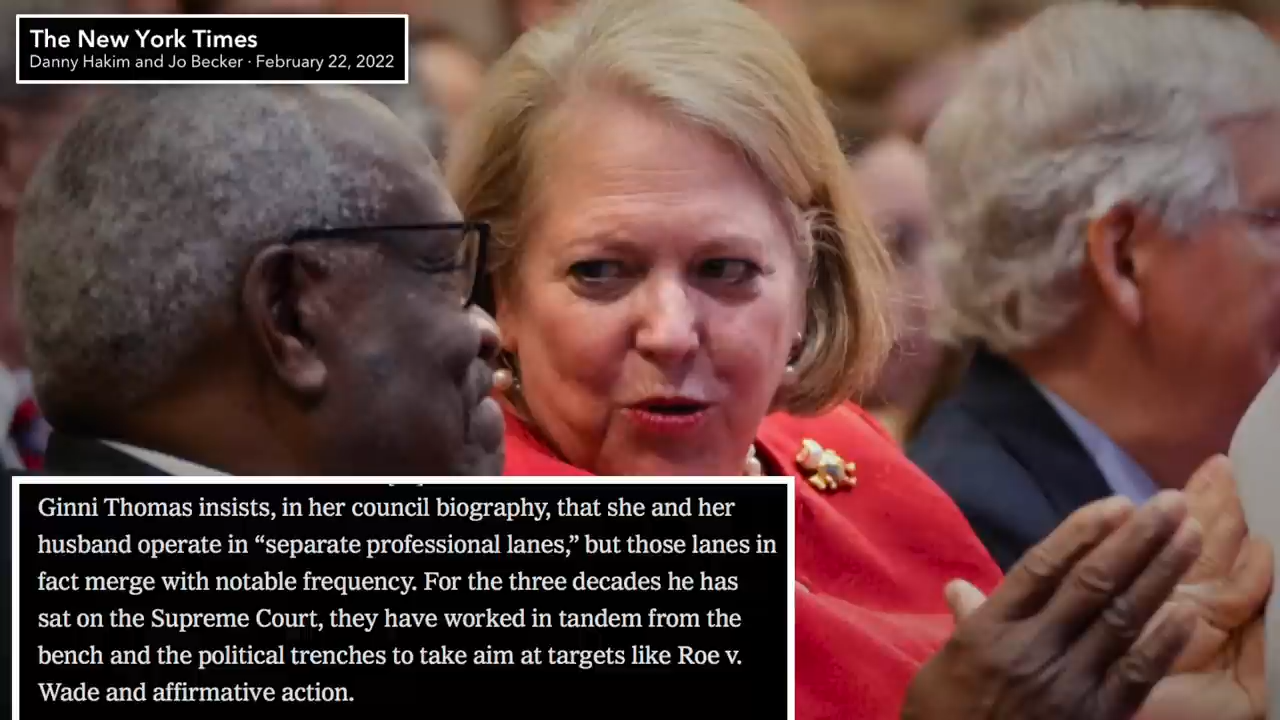 The New York Times
Danny Hakim and Jo Becker · February 22, 2022
Ginni Thomas insists, in her council biography, that she and her
husband operate in “separate professional lanes,” but those lanes in
fact merge with notable frequency. For the three decades he has
sat on the Supreme Court, they have worked in tandem from the
bench and the political trenches to take aim at targets like Roe v.
Wade and affirmative action.